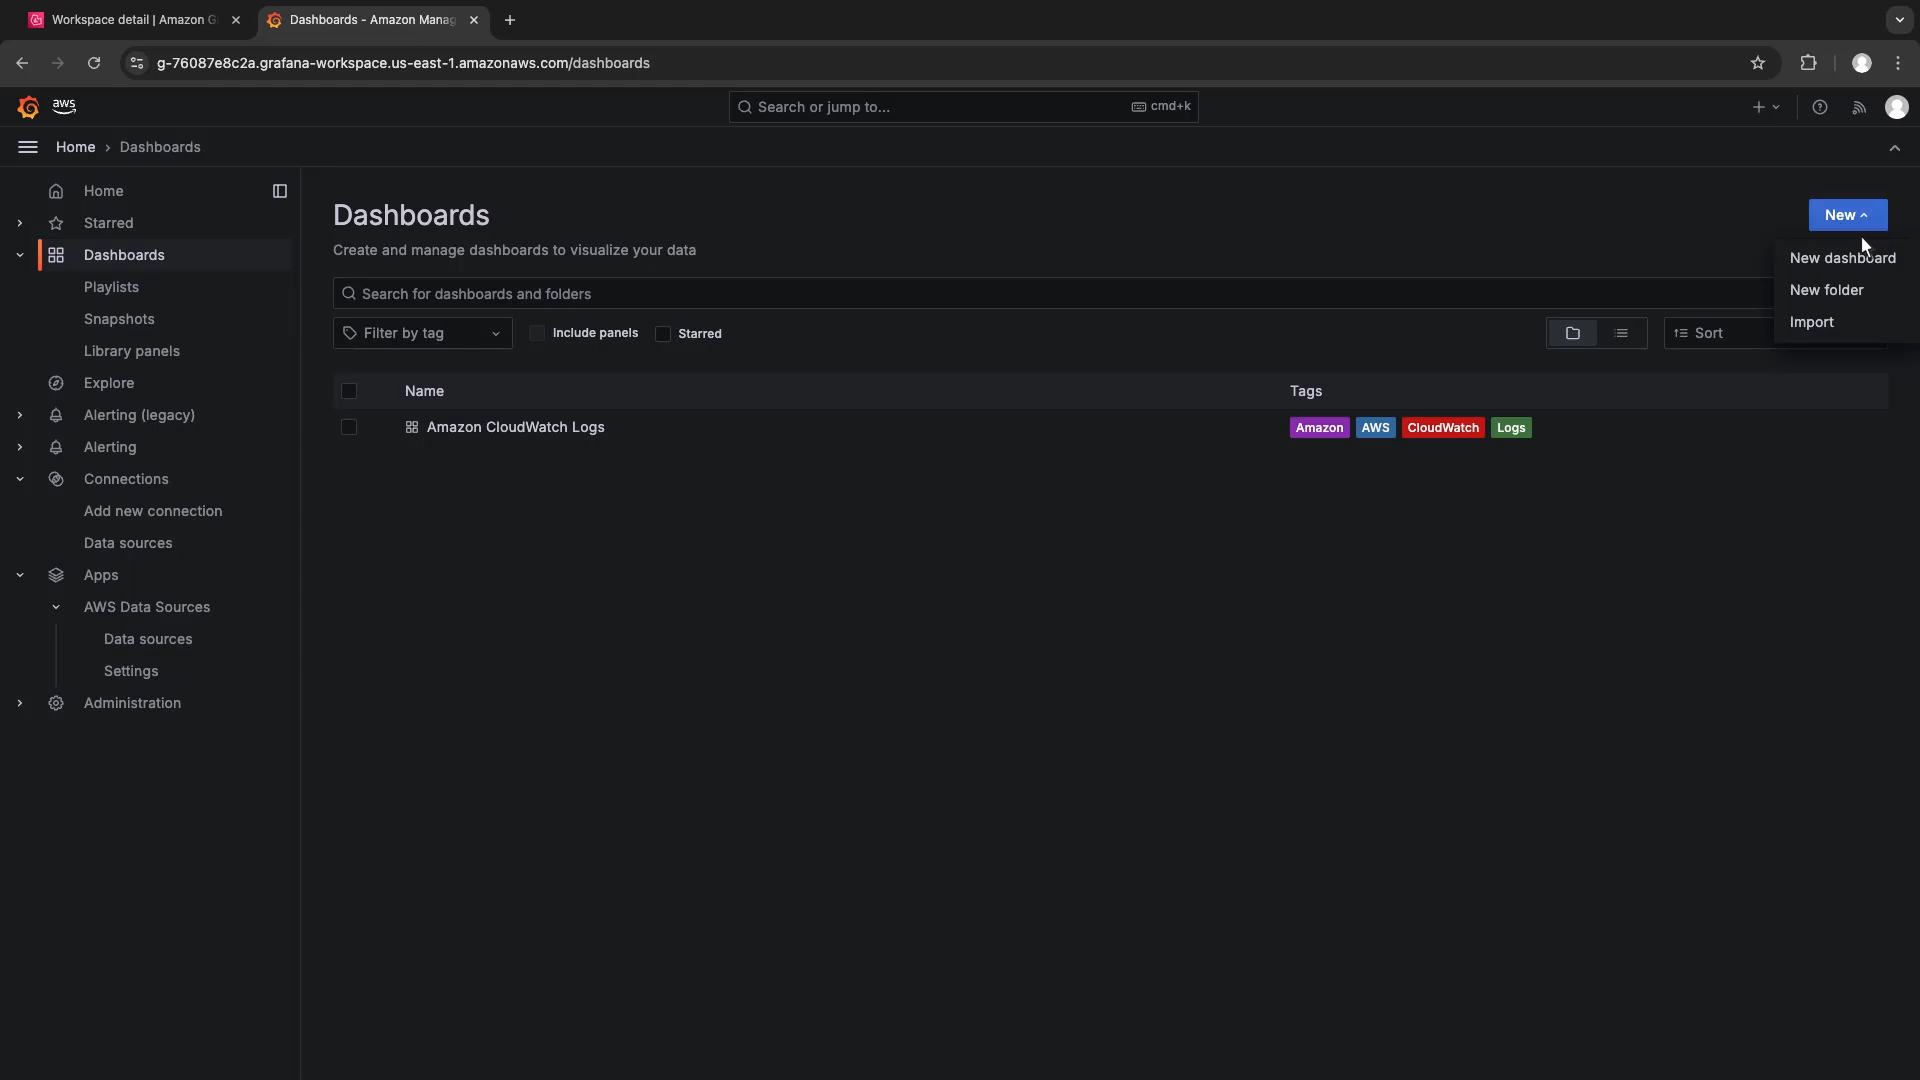 Workspace detail | Amazon G
Dashboards - Amazon Manag
g-76087e8c2a.grafana-workspace.us-east-1.amazonaws.com/dashboards
aws
Search or jump to...
cmd+k
Home
Dashboards
Home
Starred
Dashboards
Playlists
Snapshots
Library panels
Explore
Alerting (legacy)
Alerting
Connections
Add new connection
Data sources
Apps
AWS Data Sources
Data sources
Settings
Administration
Dashboards
Create and manage dashboards to visualize your data
New
New dashboard
New folder
Import
Search for dashboards and folders
Filter by tag
Include panels
Starred
Sort
Name
Tags
Amazon CloudWatch Logs
Amazon AWS CloudWatch Logs